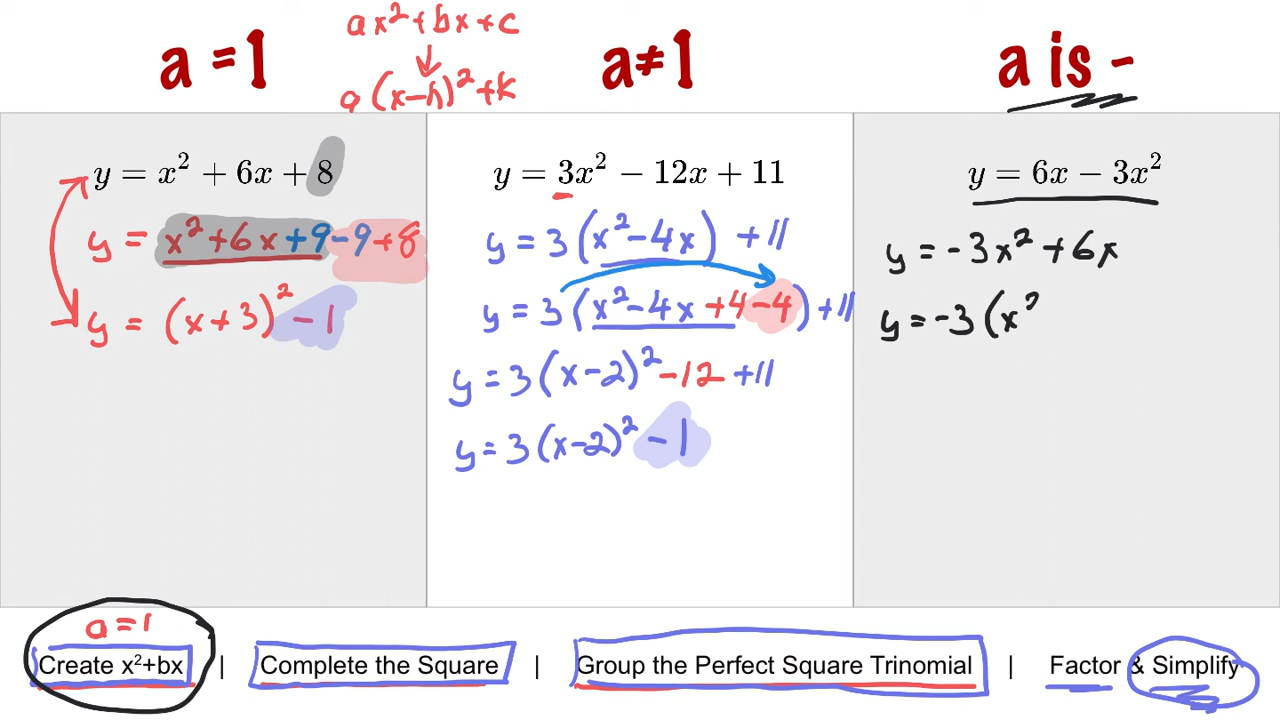 a = 1
ax² + bx + c
a(x-h)² + k
a ≠ 1
a is -
y = x² + 6x + 8
y = x² + 6x + 9 - 9 + 8
y = (x + 3)² - 1
y = 3x² − 12x + 11
y = 3(x² - 4x) + 11
y = 3(x² - 4x + 4 - 4) + 11
y = 3(x - 2)² - 12 + 11
y = 3(x - 2)² - 1
y = 6x − 3x²
y = -3x² + 6x
y = -3(x²
a = 1
Create x²+bx | Complete the Square | Group the Perfect Square Trinomial | Factor & Simplify